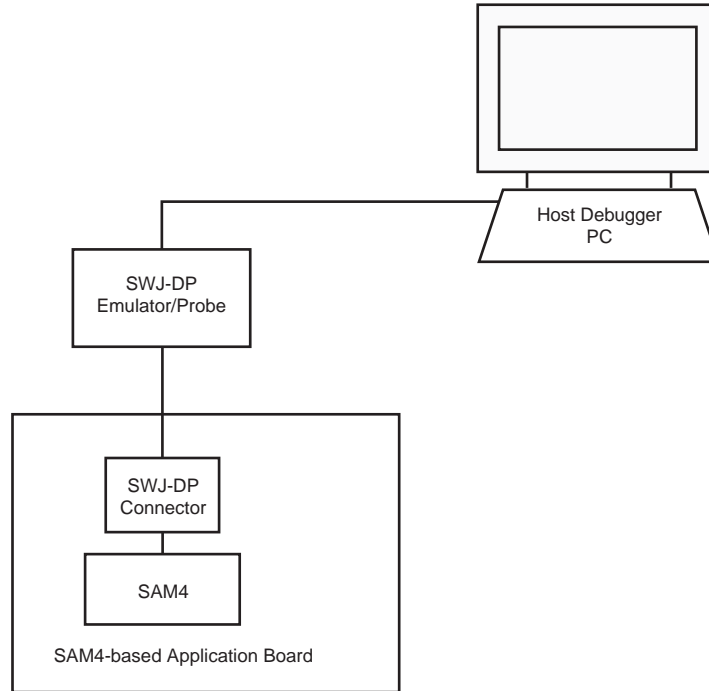 Host Debugger
PC
SWJ-DP
Emulator/Probe
SWJ-DP
Connector
SAM4
SAM4-based Application Board